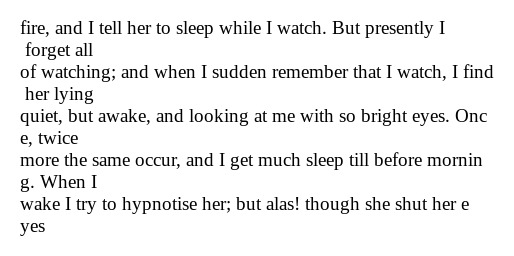 fire, and I tell her to sleep while I watch. But presently I
forget all
of watching; and when I sudden remember that I watch, I find
her lying
quiet, but awake, and looking at me with so bright eyes. Onc
e, twice
more the same occur, and I get much sleep till before mornin
g. When I
wake I try to hypnotise her; but alas! though she shut her e
yes